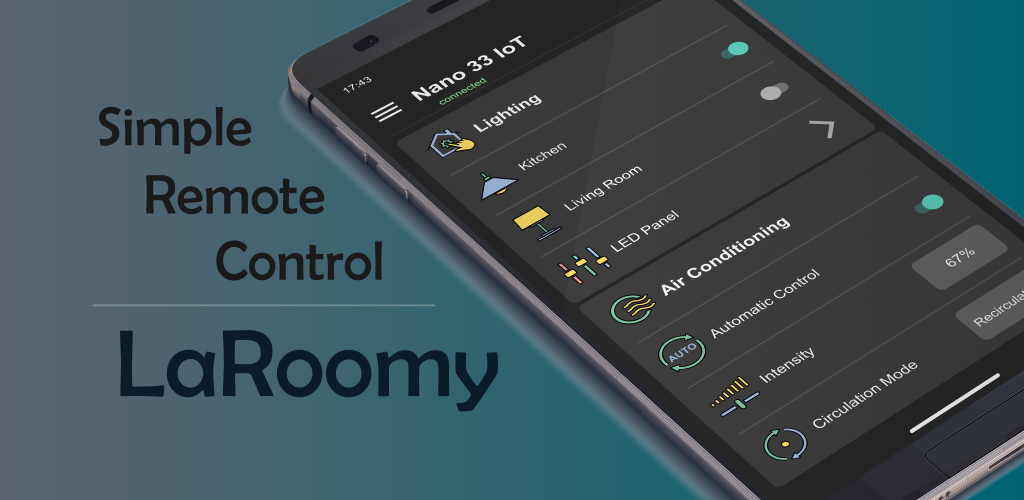 Simple
Remote
Control
LaRoomy
17:43
Nano 33 IoT
connected
Lighting
Kitchen
Living Room
LED Panel
Air Conditioning
Automatic Control
AUTO
Intensity
67%
Circulation Mode